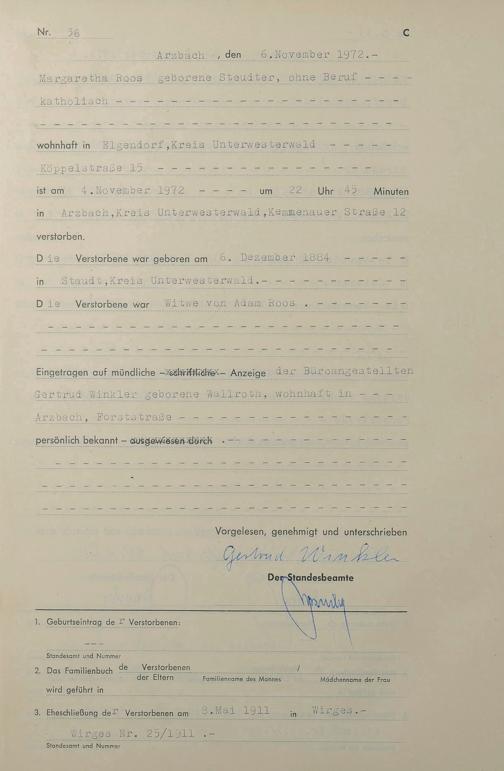 Nr. 36 C
Arzbach , den 6.November 1972.-
Margaretha Roos geborene Steudter, ohne Beruf - - - -
katholisch - - - - - - - - - - - - - - - - - - - - -
- - - - - - - - - - - - - - - - - - - - - - - - - - -
wohnhaft in Elgendorf,Kreis Unterwesterwald - - - - -
Köppelstraße 15 - - - - - - - - - - - - - - - -
ist am 4.November 1972 - - - - um 22 Uhr 45 Minuten
in Arzbach,Kreis Unterwesterwald,Kemmenauer Straße 12
verstorben.
Die Verstorbene war geboren am 6. Dezember 1884 - - - - -
in Staudt,Kreis Unterwesterwald.- - - - - - - - - - -
Die Verstorbene war Witwe von Adam Roos . - - - - - - -
- - - - - - - - - - - - - - - - - - - - - - - - - -
- - - - - - - - - - - - - - - - - - - - - - - - - - -
Eingetragen auf mündliche – schriftliche – Anzeige der Büroangestellten
Gertrud Winkler geborene Wallroth, wohnhaft in - - -
Arzbach, Forststraße - - - - - - - - - - - - - - - - -
persönlich bekannt – ausgewiesen durch .- - - - - - - - - - - - - -
- - - - - - - - - - - - - - - - - - - - - - - - - -
- - - - - - - - - - - - - - - - - - - - - - - - - - -
- - - - - - - - - - - - - - - - - - - - - - - - - - -
Vorgelesen, genehmigt und unterschrieben
Gertrud Winkler
Der Standesbeamte
1. Geburtseintrag der Verstorbenen:
---
Standesamt und Nummer
2. Das Familienbuch de Verstorbenen /
der Eltern Familienname des Mannes Mädchenname der Frau
wird geführt in
3. Eheschließung der Verstorbenen am 8.Mai 1911 in Wirges.-
Wirges Nr. 25/1911 .-
Standesamt und Nummer